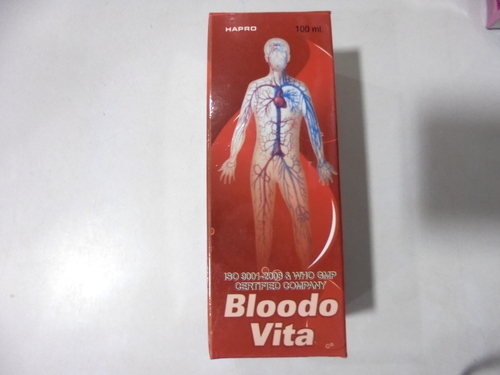 HAPRO
100 ml.
ISO 9001-2008 & WHO GMP
CERTIFIED COMPANY
Bloodo
Vita